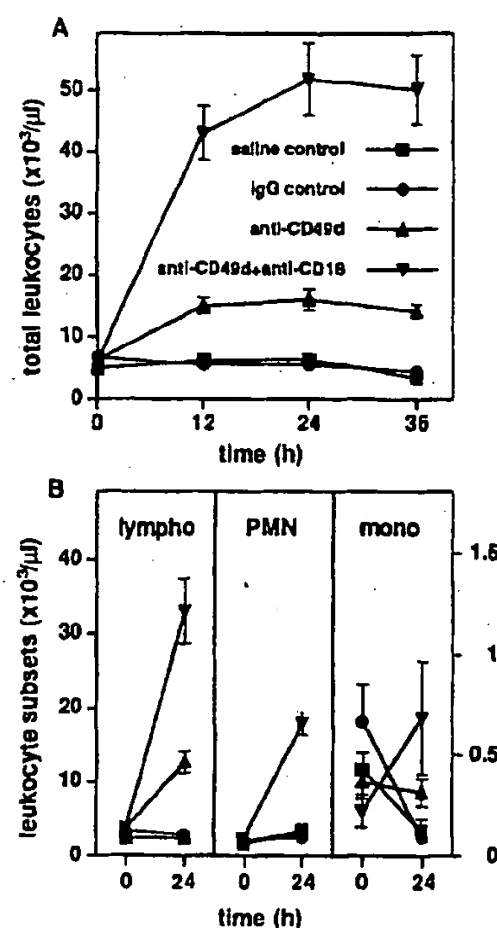 A
total leukocytes (x10³/µl)
50
40
30
20
10
0
saline control
IgG control
anti-CD49d
anti-CD49d+anti-CD18
0 12 24 36
time (h)
B
leukocyte subsets (x10³/µl)
lympho PMN mono
40
30
20
10
0
1.5
1
0.5
0
0 24 0 24 0 24
time (h)